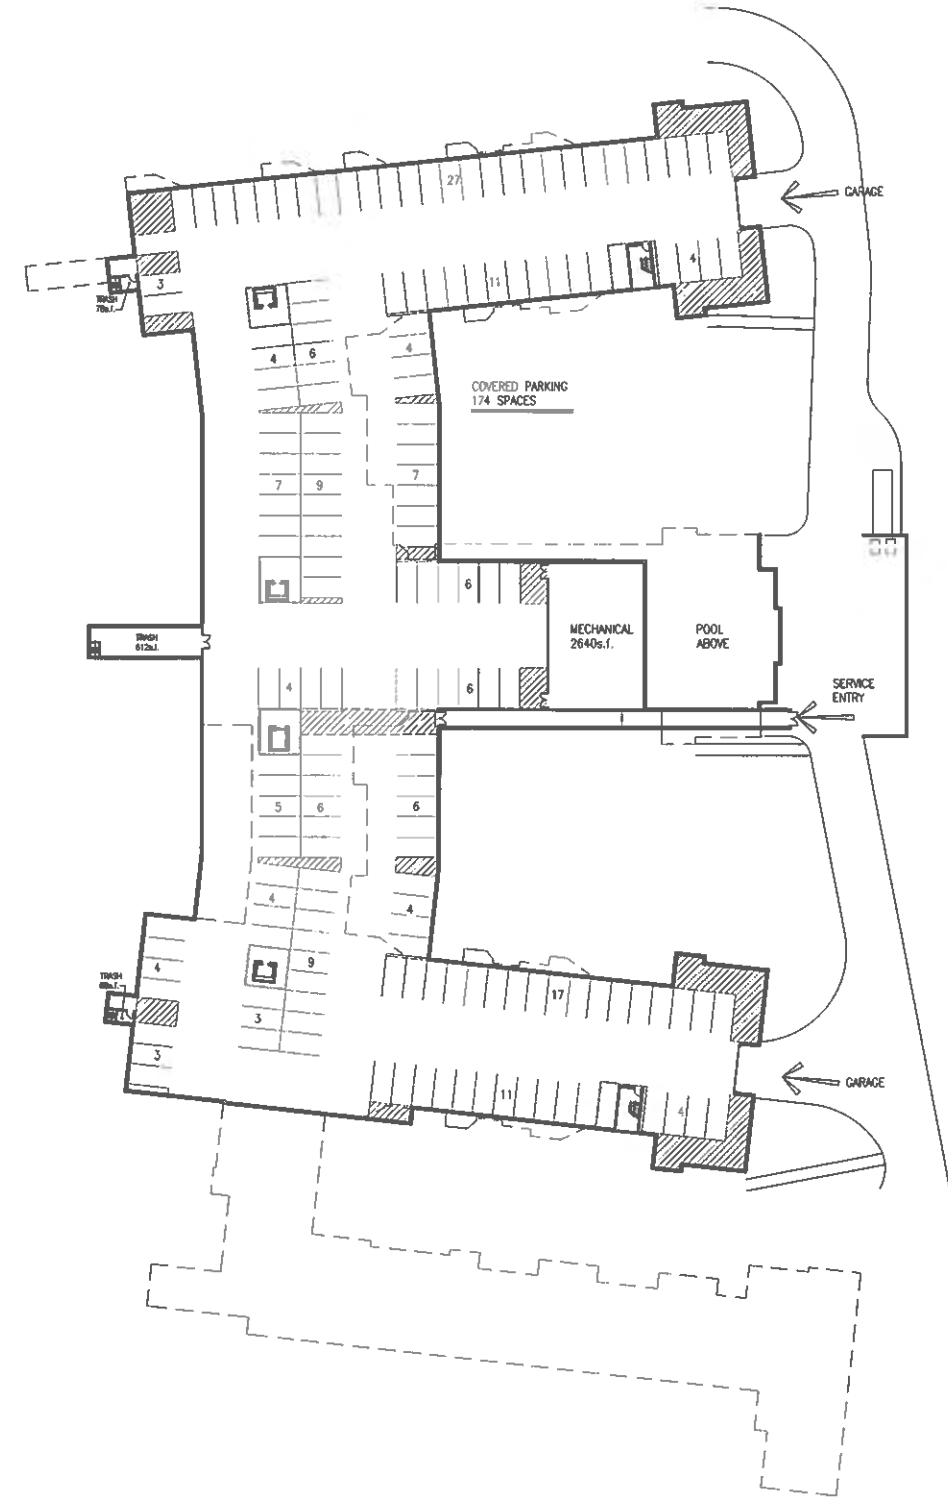 27
GARAGE
4
3
11
TRASH
78s.f.
4
6
4
COVERED PARKING
174 SPACES
7
9
7
6
MECHANICAL
2640s.f.
POOL
ABOVE
TRASH
612s.f.
4
6
SERVICE
ENTRY
5
6
6
4
4
9
4
TRASH
17
3
3
11
4
GARAGE